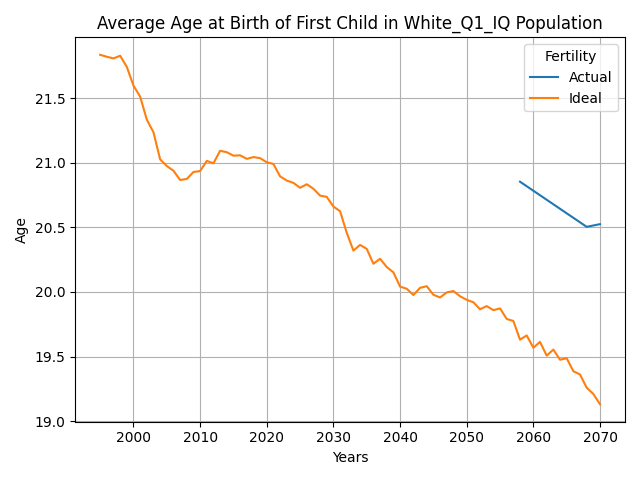 Average Age at Birth of First Child in White_Q1_IQ Population
Fertility
Actual
Ideal
21.5
21.0
20.5
20.0
19.5
19.0
Age
2000
2010
2020
2030
2040
2050
2060
2070
Years